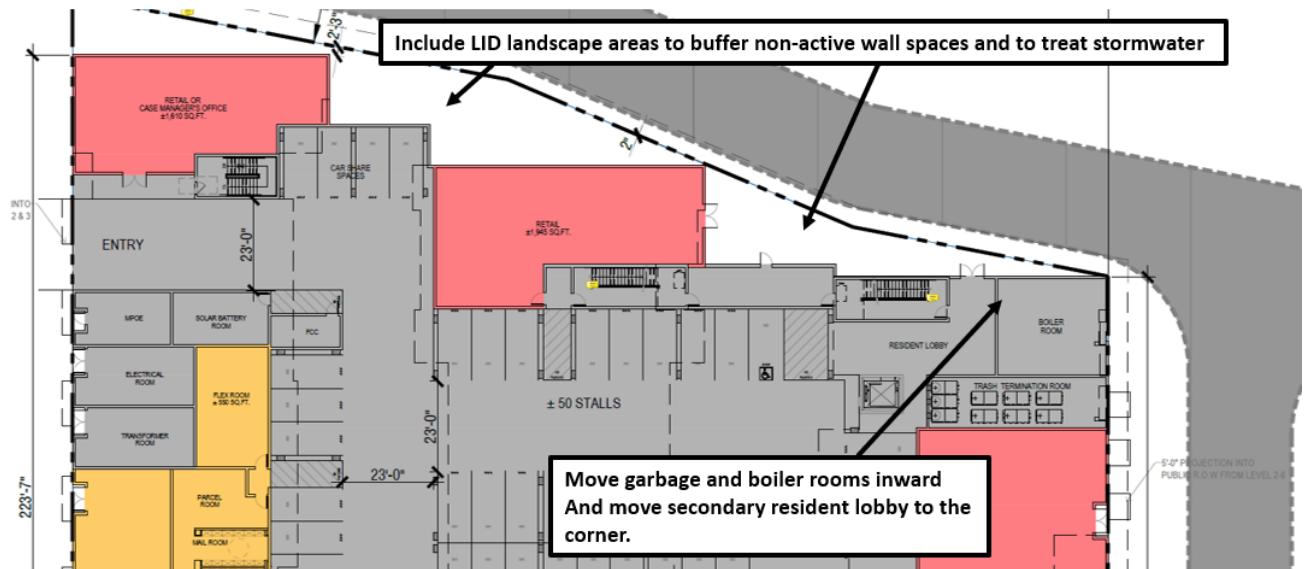 2'-3"
Include LID landscape areas to buffer non-active wall spaces and to treat stormwater
RETAIL OR
CASE MANAGER'S OFFICE
±1,610 SQ.FT.
CAR SHARE
SPACES
2"
INTO
2 & 3
ENTRY
23'-0"
RETAIL
±1,945 SQ.FT.
MPOE
SOLAR BATTERY
ROOM
FCC
BOILER
ROOM
RESIDENT LOBBY
ELECTRICAL
ROOM
FLEX ROOM
± 550 SQ.FT.
TRASH TERMINATION ROOM
± 50 STALLS
23'-0"
TRANSFORMER
ROOM
23'-0"
223'-7"
Move garbage and boiler rooms inward
And move secondary resident lobby to the
corner.
5'-0" PROJECTION INTO
PUBLIC R.O.W FROM LEVEL 2-6
PARCEL
ROOM
MAIL ROOM